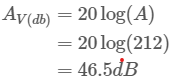 A_{V(db)} = 20 log(A)
= 20 log(212)
= 46.5dB